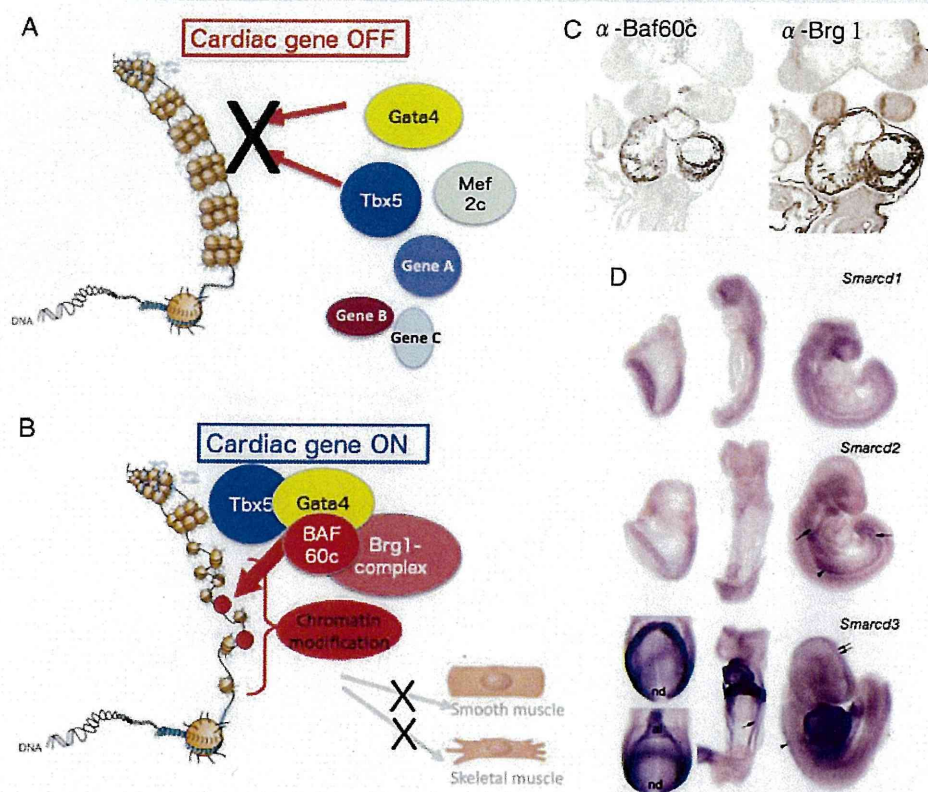 A
Cardiac gene OFF
Gata4
Tbx5
Mef
2c
Gene A
Gene B
Gene C
DNA
B
Cardiac gene ON
Tbx5
Gata4
BAF
60c
Brg1-
complex
Chromatin
modification
Smooth muscle
Skeletal muscle
DNA
C
α-Baf60c
α-Brg 1
D
Smarcd1
Smarcd2
Smarcd3
nd
nd